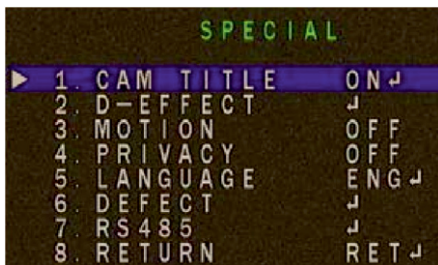 SPECIAL
▶ 1. CAM TITLE ON↲
2. D-EFFECT ↲
3. MOTION OFF
4. PRIVACY OFF
5. LANGUAGE ENG↲
6. DEFECT ↲
7. RS485 ↲
8. RETURN RET↲